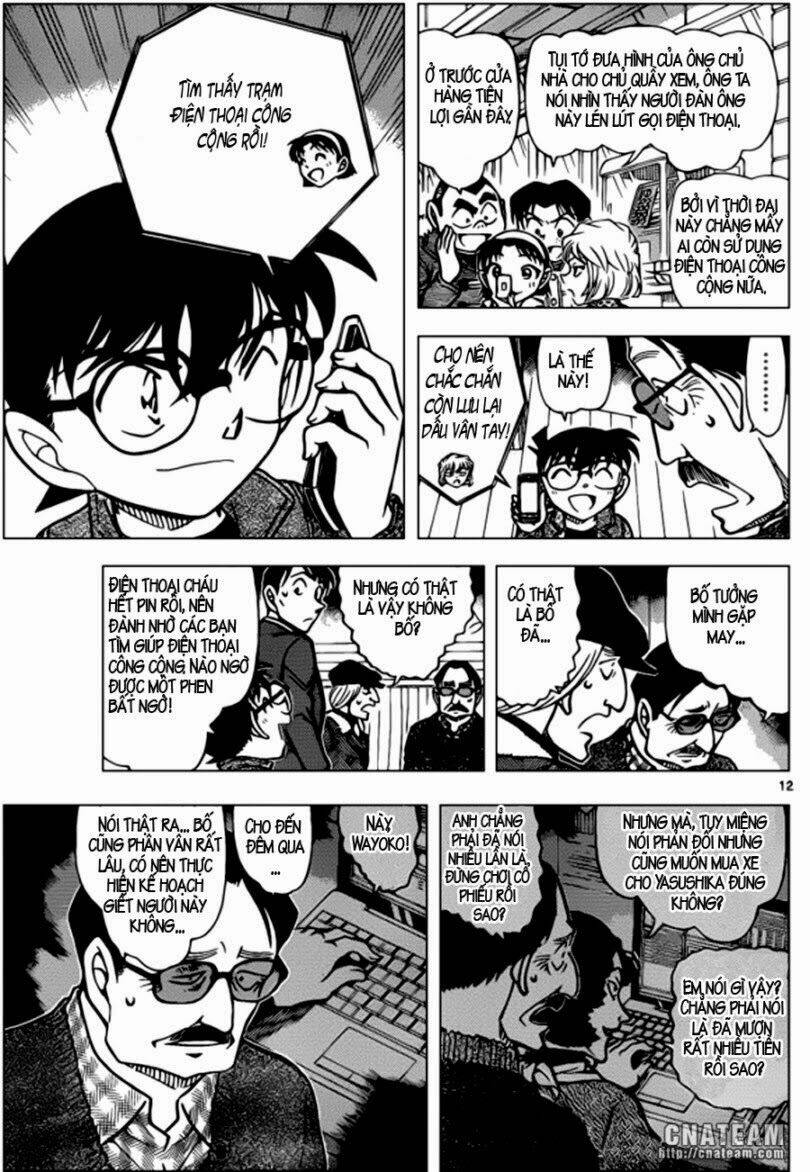 TỤI TỚ ĐƯA HÌNH CỦA ÔNG CHỦ
NHÀ CHO CHỦ QUẦY XEM, ÔNG TA
NÓI NHÌN THẤY NGƯỜI ĐÀN ÔNG
NÀY LÉN LÚT GỌI ĐIỆN THOẠI,
Ở TRƯỚC CỬA
HÀNG TIỆN
LỢI GẦN ĐÂY.
BỞI VÌ THỜI ĐẠI
NÀY CHẲNG MẤY
AI CÒN SỬ DỤNG
ĐIỆN THOẠI CÔNG
CỘNG NỮA,
LÀ THẾ
NÀY!
CHO NÊN
CHẮC CHẮN
CÒN LƯU LẠI
DẤU VÂN TAY!
TÌM THẤY TRẠM
ĐIỆN THOẠI CÔNG
CỘNG RỒI!
BỐ TƯỞNG
MÌNH GẶP
MAY...
CÓ THẬT
LÀ BỐ
ĐÃ...
NHƯNG CÓ THẬT
LÀ VẬY KHÔNG
BỐ?
ĐIỆN THOẠI CHÁU
HẾT PIN RỒI, NÊN
ĐÀNH NHỜ CÁC BẠN
TÌM GIÚP ĐIỆN THOẠI
CÔNG CỘNG NÀO NGỜ
ĐƯỢC MỘT PHEN
BẤT NGỜ!
12
NHƯNG MÀ, TUY MIỆNG
NÓI PHẢN ĐỐI NHƯNG
CŨNG MUỐN MUA XE
CHO YASUSHIKA ĐÚNG
KHÔNG?
ANH CHẲNG
PHẢI ĐÃ NÓI
NHIỀU LẦN LÀ,
ĐỪNG CHƠI CỔ
PHIẾU RỒI
SAO?
EM NÓI GÌ VẬY?
CHẲNG PHẢI NÓI
LÀ ĐÃ MƯỢN
RẤT NHIỀU TIỀN
RỒI SAO?
NÀY,
WAYOKO!
CHO ĐẾN
ĐÊM QUA
...
NÓI THẬT RA... BỐ
CŨNG PHÂN VÂN RẤT
LÂU, CÓ NÊN THỰC
HIỆN KẾ HOẠCH
GIẾT NGƯỜI NÀY
KHÔNG...
CNATEAM
http://cnateam.com